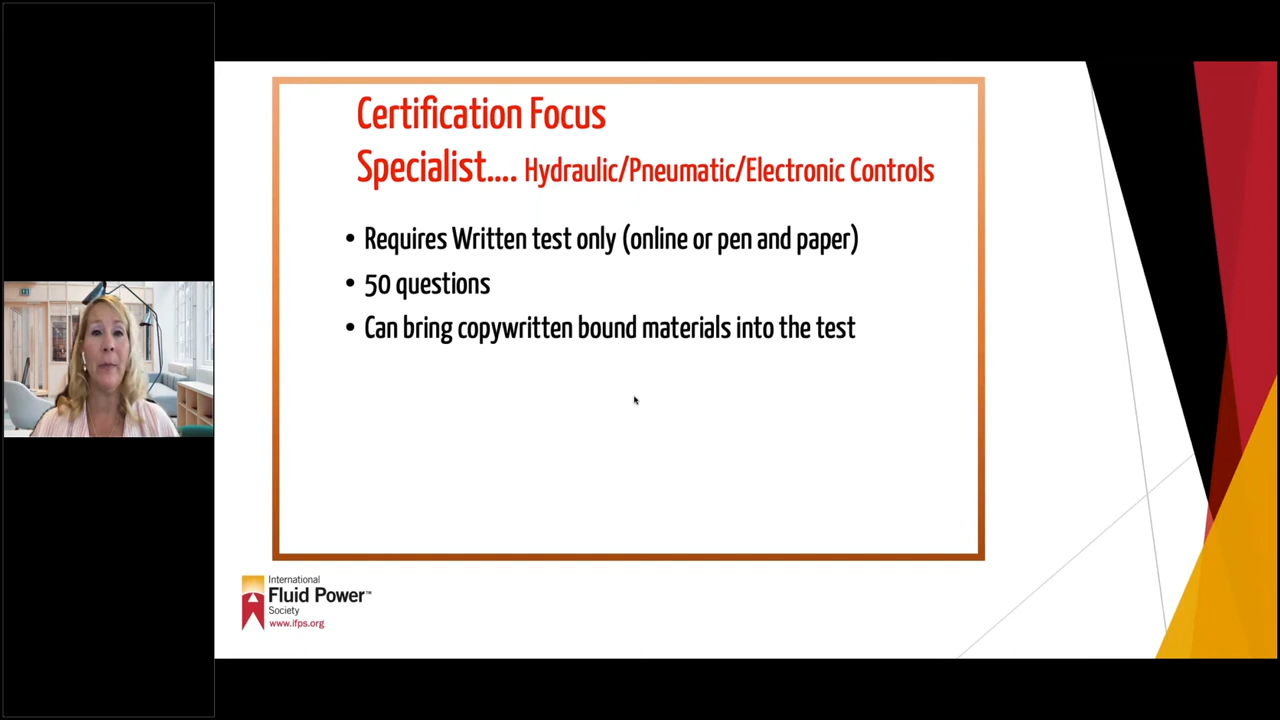 Certification Focus
Specialist.... Hydraulic/Pneumatic/Electronic Controls
• Requires Written test only (online or pen and paper)
• 50 questions
• Can bring copywritten bound materials into the test
International
Fluid Power™
Society
www.ifps.org